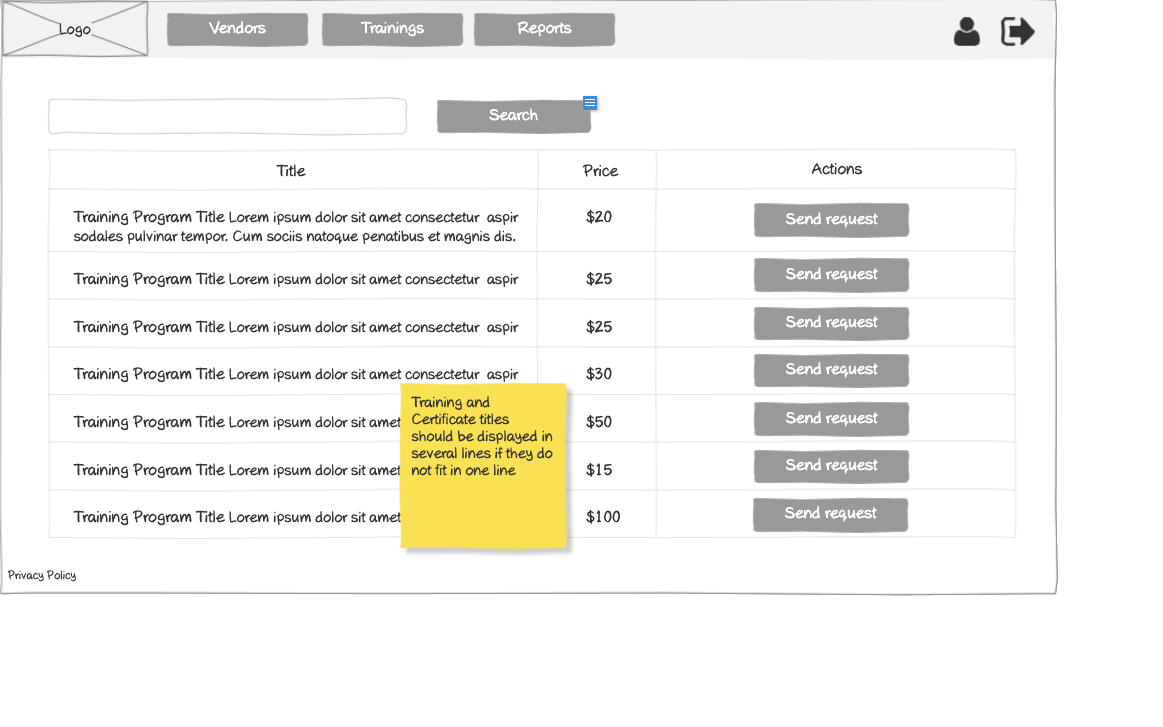 Logo
Vendors
Trainings
Reports
Search
Title
Price
Actions
Training Program Title Lorem ipsum dolor sit amet consectetur aspir
sodales pulvinar tempor. Cum sociis natoque penatibus et magnis dis.
$20
Send request
Training Program Title Lorem ipsum dolor sit amet consectetur aspir
$25
Send request
Training Program Title Lorem ipsum dolor sit amet consectetur aspir
$25
Send request
Training Program Title Lorem ipsum dolor sit amet consectetur aspir
$30
Send request
Training Program Title Lorem ipsum dolor sit amet
$50
Send request
Training Program Title Lorem ipsum dolor sit amet
$15
Send request
Training Program Title Lorem ipsum dolor sit amet
$100
Send request
Training and
Certificate titles
should be displayed in
several lines if they do
not fit in one line
Privacy Policy